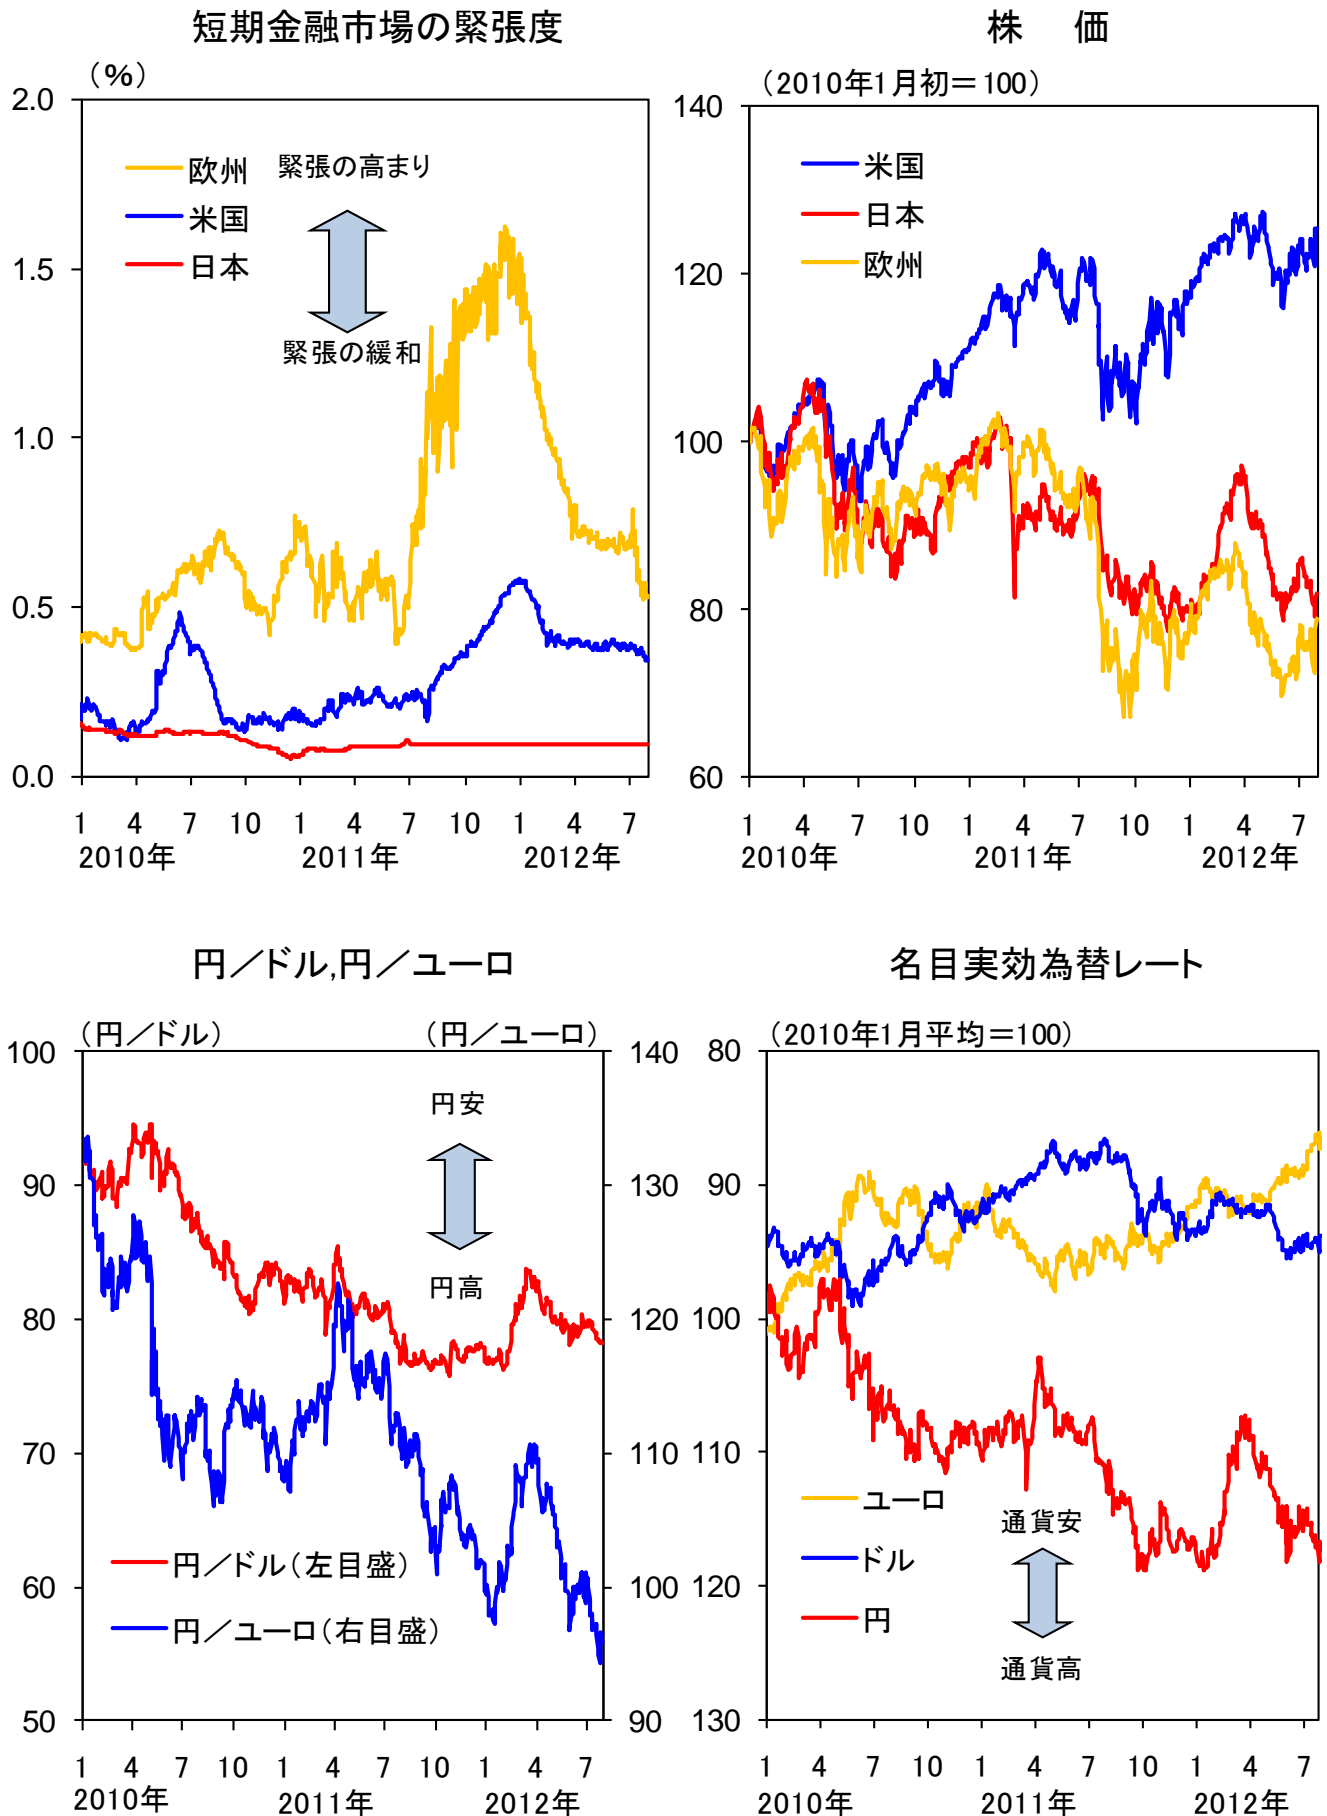 短期金融市場の緊張度
（%）
2.0
1.5
1.0
0.5
0.0
欧州
米国
日本
緊張の高まり
緊張の緩和
1 4 7 10 1 4 7 10 1 4 7
2010年 2011年 2012年
株 価
（2010年1月初＝100）
140
120
100
80
60
米国
日本
欧州
1 4 7 10 1 4 7 10 1 4 7
2010年 2011年 2012年
円／ドル,円／ユーロ
（円／ドル） （円／ユーロ）
100 140
90 130
80 120
70 110
60 100
50 90
円安
円高
円／ドル（左目盛）
円／ユーロ（右目盛）
1 4 7 10 1 4 7 10 1 4 7
2010年 2011年 2012年
名目実効為替レート
（2010年1月平均＝100）
80
90
100
110
120
130
ユーロ
ドル
円
通貨安
通貨高
1 4 7 10 1 4 7 10 1 4 7
2010年 2011年 2012年